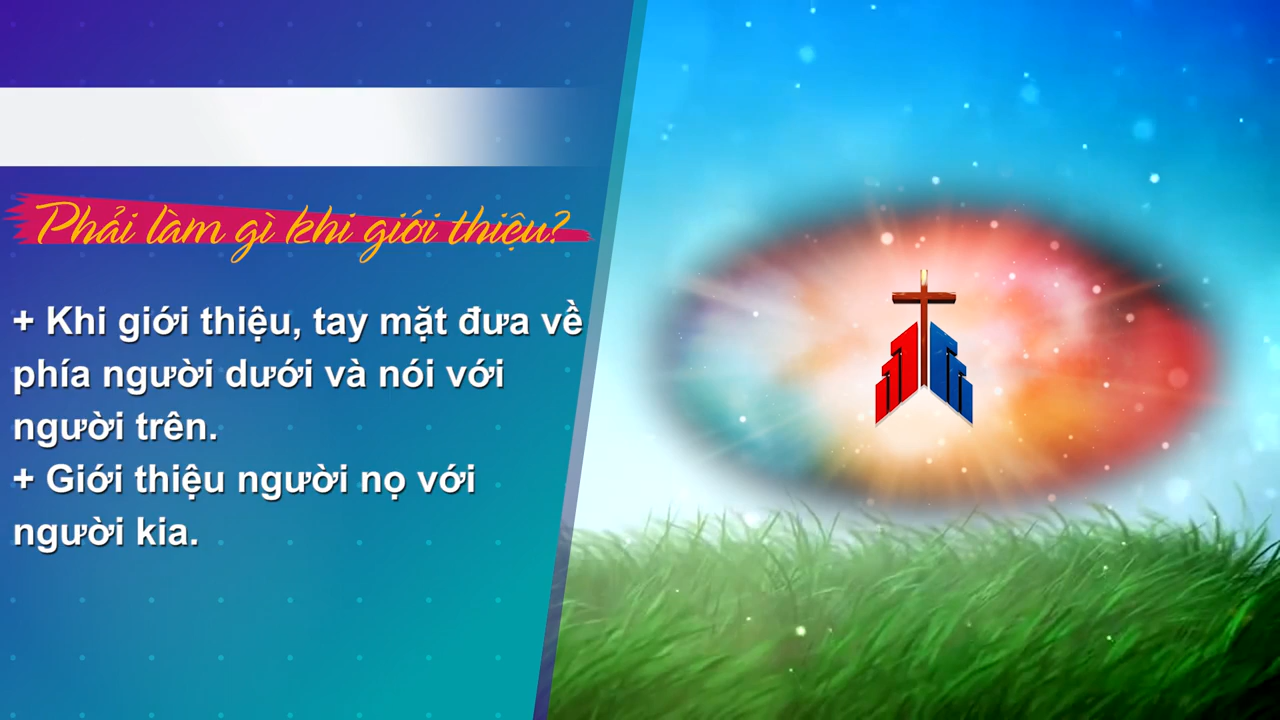 Phải làm gì khi giới thiệu?
+ Khi giới thiệu, tay mặt đưa về
phía người dưới và nói với
người trên.
+ Giới thiệu người nọ với
người kia.